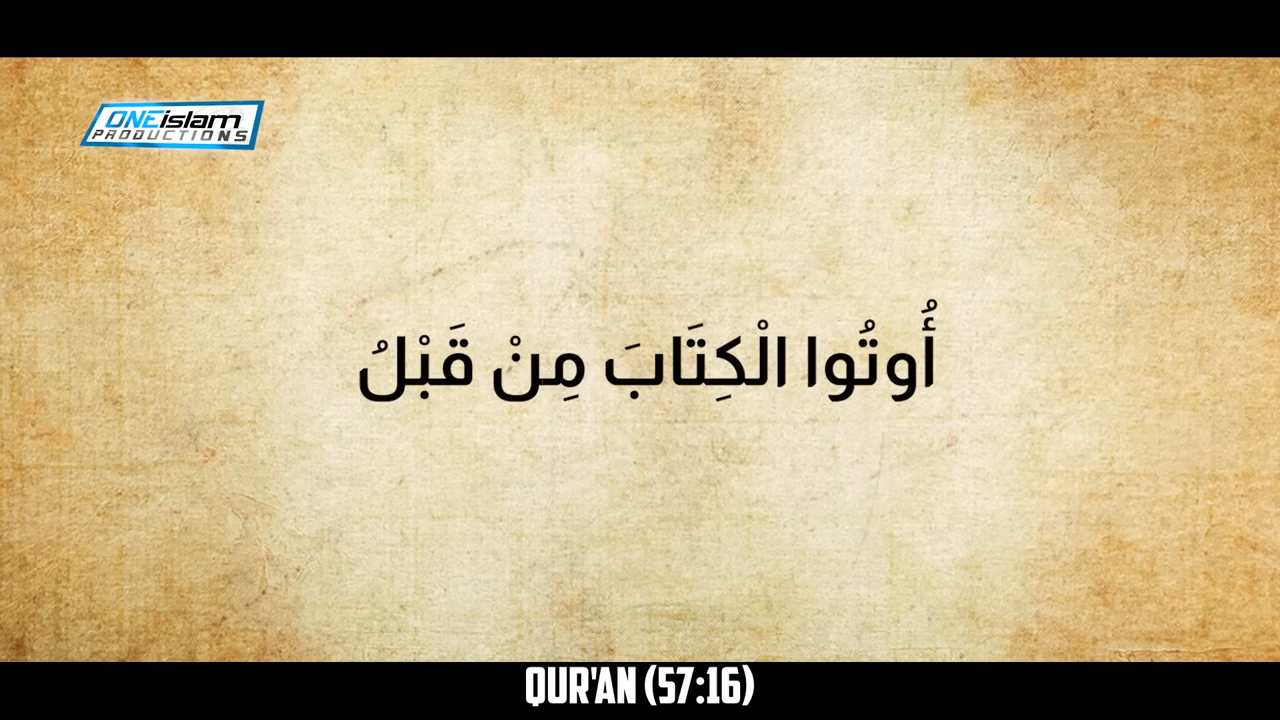 ONEislam
PRODUCTIONS
أُوتُوا الْكِتَابَ مِنْ قَبْلُ
QUR'AN (57:16)